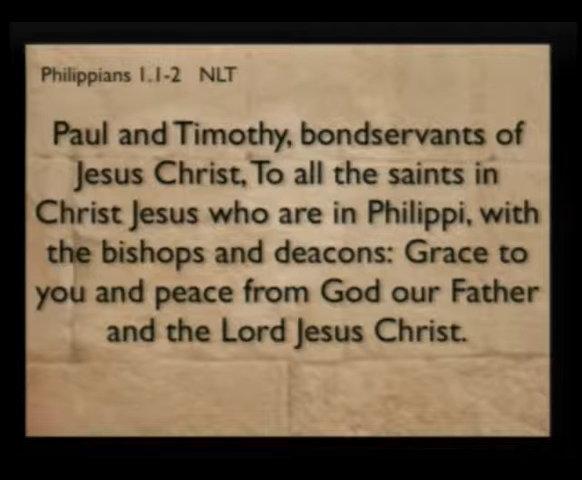 Philippians 1.1-2 NLT
Paul and Timothy, bondservants of
Jesus Christ, To all the saints in
Christ Jesus who are in Philippi, with
the bishops and deacons: Grace to
you and peace from God our Father
and the Lord Jesus Christ.